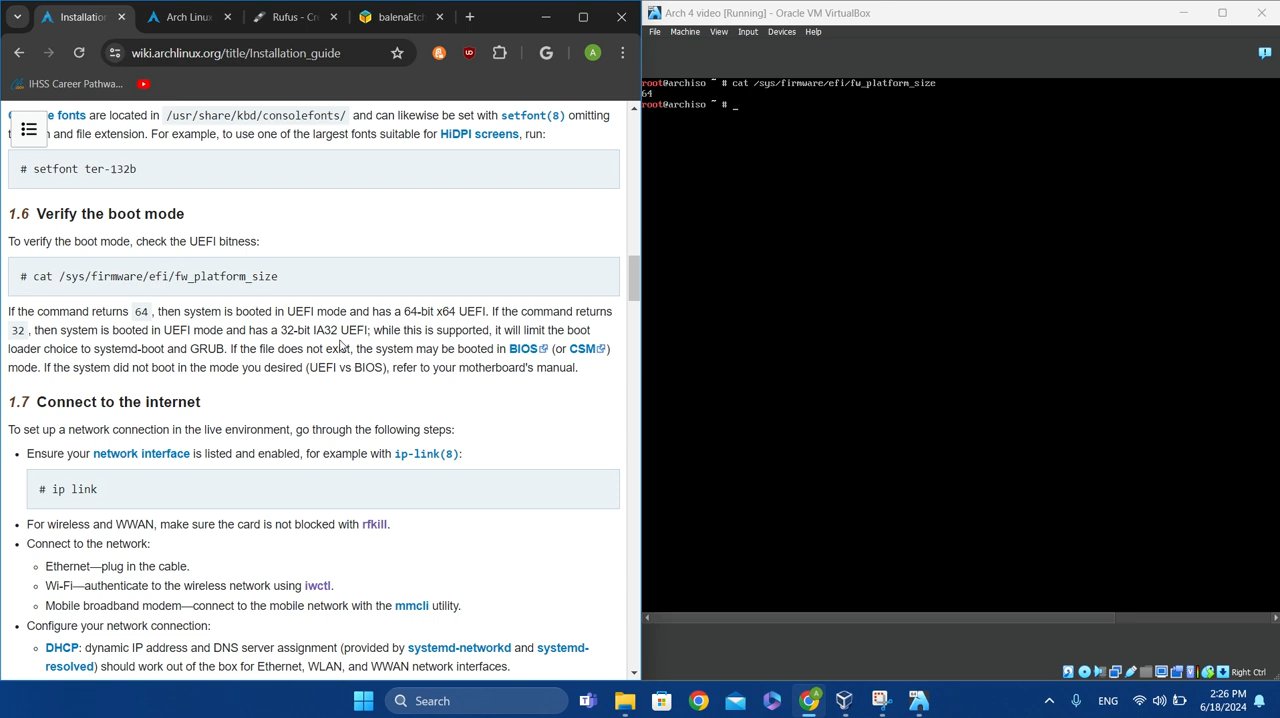 Installation
Arch Linux
Rufus - Cre
balenaEtch
wiki.archlinux.org/title/Installation_guide
A
IHSS Career Pathwa...
fonts are located in /usr/share/kbd/consolefonts/ and can likewise be set with setfont(8) omitting
and file extension. For example, to use one of the largest fonts suitable for HiDPI screens, run:
# setfont ter-132b
1.6 Verify the boot mode
To verify the boot mode, check the UEFI bitness:
# cat /sys/firmware/efi/fw_platform_size
If the command returns 64, then system is booted in UEFI mode and has a 64-bit x64 UEFI. If the command returns
32, then system is booted in UEFI mode and has a 32-bit IA32 UEFI; while this is supported, it will limit the boot
loader choice to systemd-boot and GRUB. If the file does not exist, the system may be booted in BIOS (or CSM)
mode. If the system did not boot in the mode you desired (UEFI vs BIOS), refer to your motherboard's manual.
1.7 Connect to the internet
To set up a network connection in the live environment, go through the following steps:
• Ensure your network interface is listed and enabled, for example with ip-link(8):
# ip link
• For wireless and WWAN, make sure the card is not blocked with rfkill.
• Connect to the network:
Ethernet—plug in the cable.
Wi-Fi—authenticate to the wireless network using iwctl.
Mobile broadband modem—connect to the mobile network with the mmcli utility.
• Configure your network connection:
DHCP: dynamic IP address and DNS server assignment (provided by systemd-networkd and systemd-
resolved) should work out of the box for Ethernet, WLAN, and WWAN network interfaces.
Arch 4 video [Running] - Oracle VM VirtualBox
File Machine View Input Devices Help
root@archiso ~ # cat /sys/firmware/efi/fw_platform_size
64
root@archiso ~ # _
Right Ctrl
Search
ENG
2:26 PM
6/18/2024